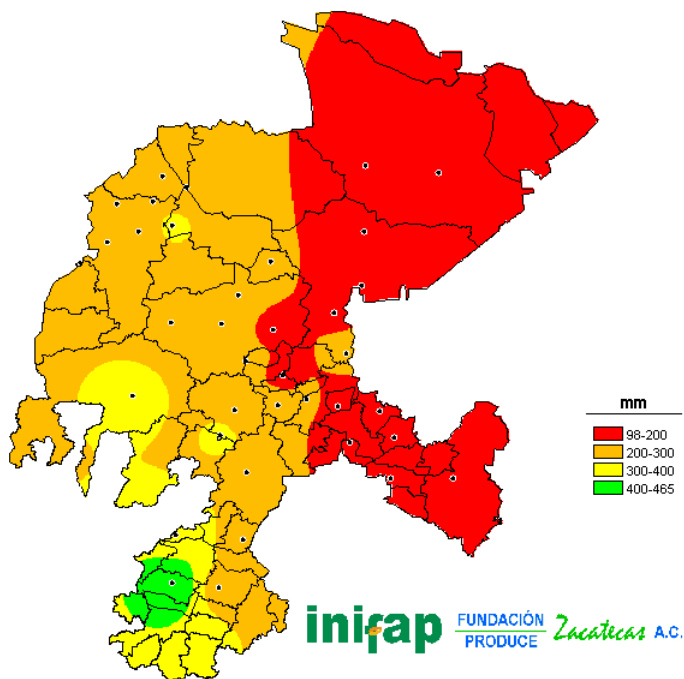 mm
98-200
200-300
300-400
400-465
inifap
FUNDACIÓN
PRODUCE
Zacatecas A.C.